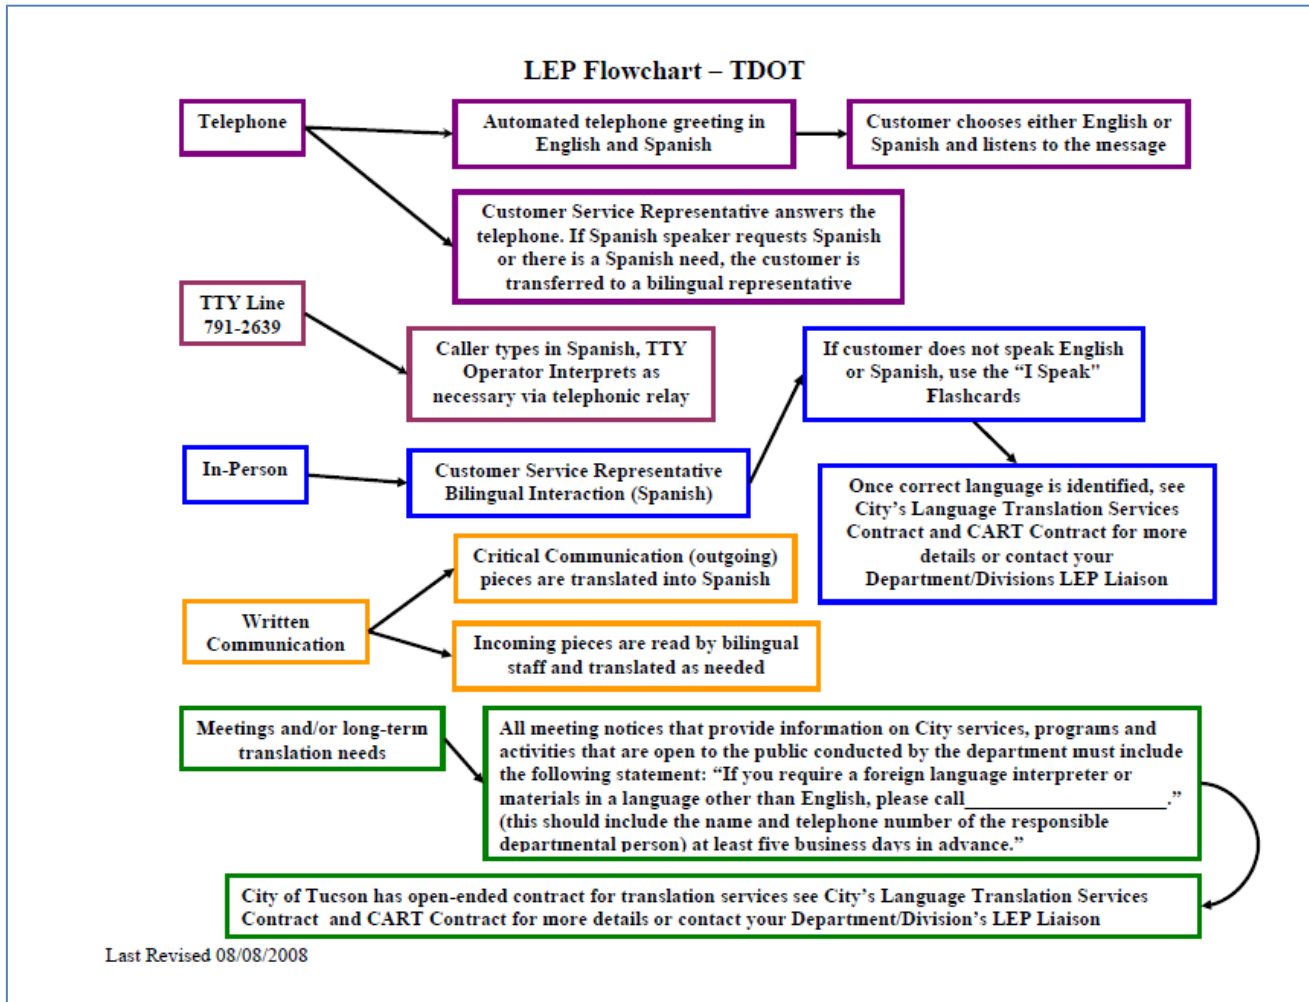 LEP Flowchart – TDOT
Telephone
Automated telephone greeting in
English and Spanish
Customer chooses either English or
Spanish and listens to the message
Customer Service Representative answers the
telephone. If Spanish speaker requests Spanish
or there is a Spanish need, the customer is
transferred to a bilingual representative
TTY Line
791-2639
Caller types in Spanish, TTY
Operator Interprets as
necessary via telephonic relay
If customer does not speak English
or Spanish, use the “I Speak"
Flashcards
In-Person
Customer Service Representative
Bilingual Interaction (Spanish)
Once correct language is identified, see
City’s Language Translation Services
Contract and CART Contract for more
details or contact your
Department/Divisions LEP Liaison
Critical Communication (outgoing)
pieces are translated into Spanish
Written
Communication
Incoming pieces are read by bilingual
staff and translated as needed
Meetings and/or long-term
translation needs
All meeting notices that provide information on City services, programs and
activities that are open to the public conducted by the department must include
the following statement: “If you require a foreign language interpreter or
materials in a language other than English, please call____________________.”
(this should include the name and telephone number of the responsible
departmental person) at least five business days in advance.”
City of Tucson has open-ended contract for translation services see City’s Language Translation Services
Contract and CART Contract for more details or contact your Department/Division’s LEP Liaison
Last Revised 08/08/2008